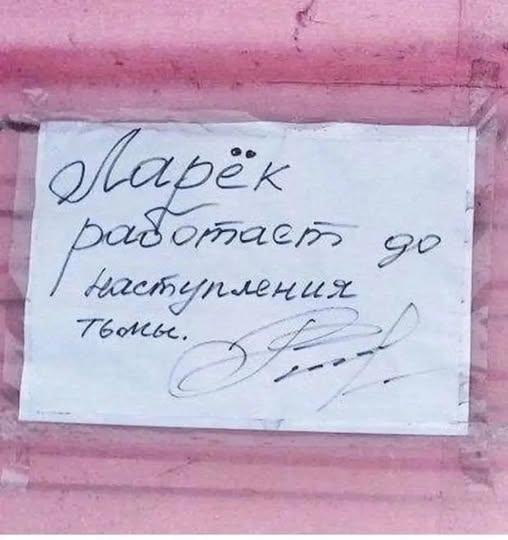 Ларёк
работает до
наступления
тьмы.